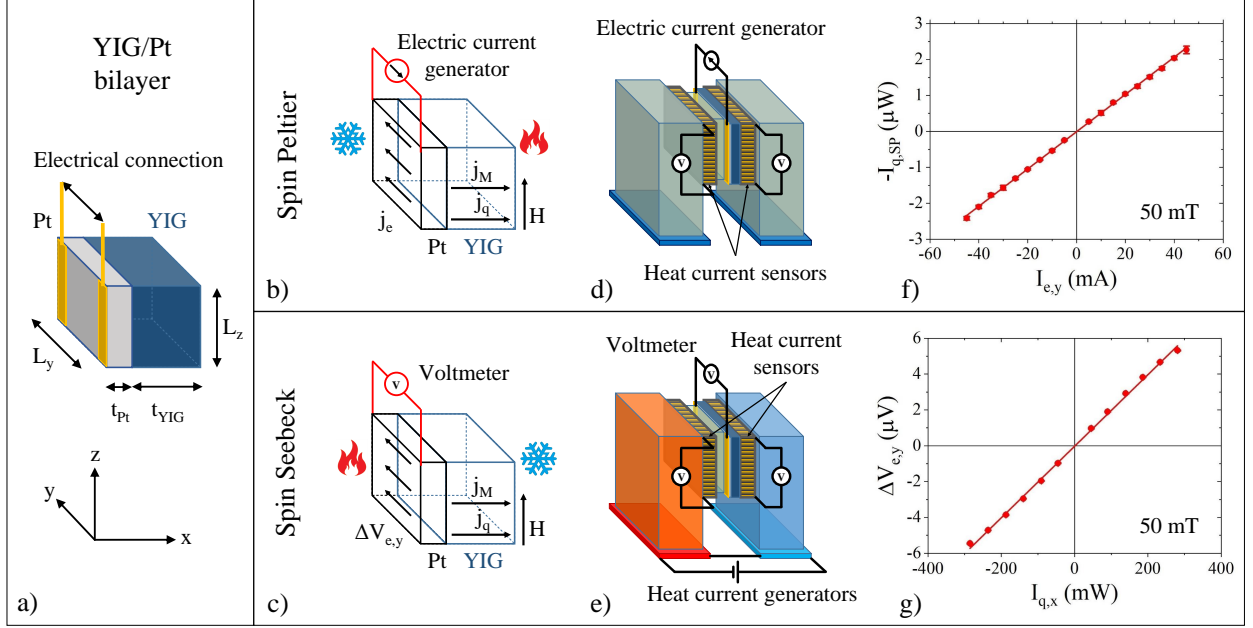 YIG/Pt
bilayer
Electrical connection
Pt
YIG
L_y
L_z
t_Pt
t_YIG
z
y
x
a)
Spin Peltier
Electric current
generator
j_M
j_q
j_e
H
Pt
YIG
b)
Electric current generator
V
V
Heat current sensors
d)
-I_q,SP (μW)
3
2
1
0
-1
-2
-3
-60
-40
-20
0
20
40
60
50 mT
I_e,y (mA)
f)
Spin Seebeck
Voltmeter
V
j_M
j_q
ΔV_e,y
H
Pt
YIG
c)
Voltmeter
Heat current
sensors
V
V
V
Heat current generators
e)
ΔV_e,y (μV)
6
4
2
0
-2
-4
-6
-400
-200
0
200
400
50 mT
I_q,x (mW)
g)